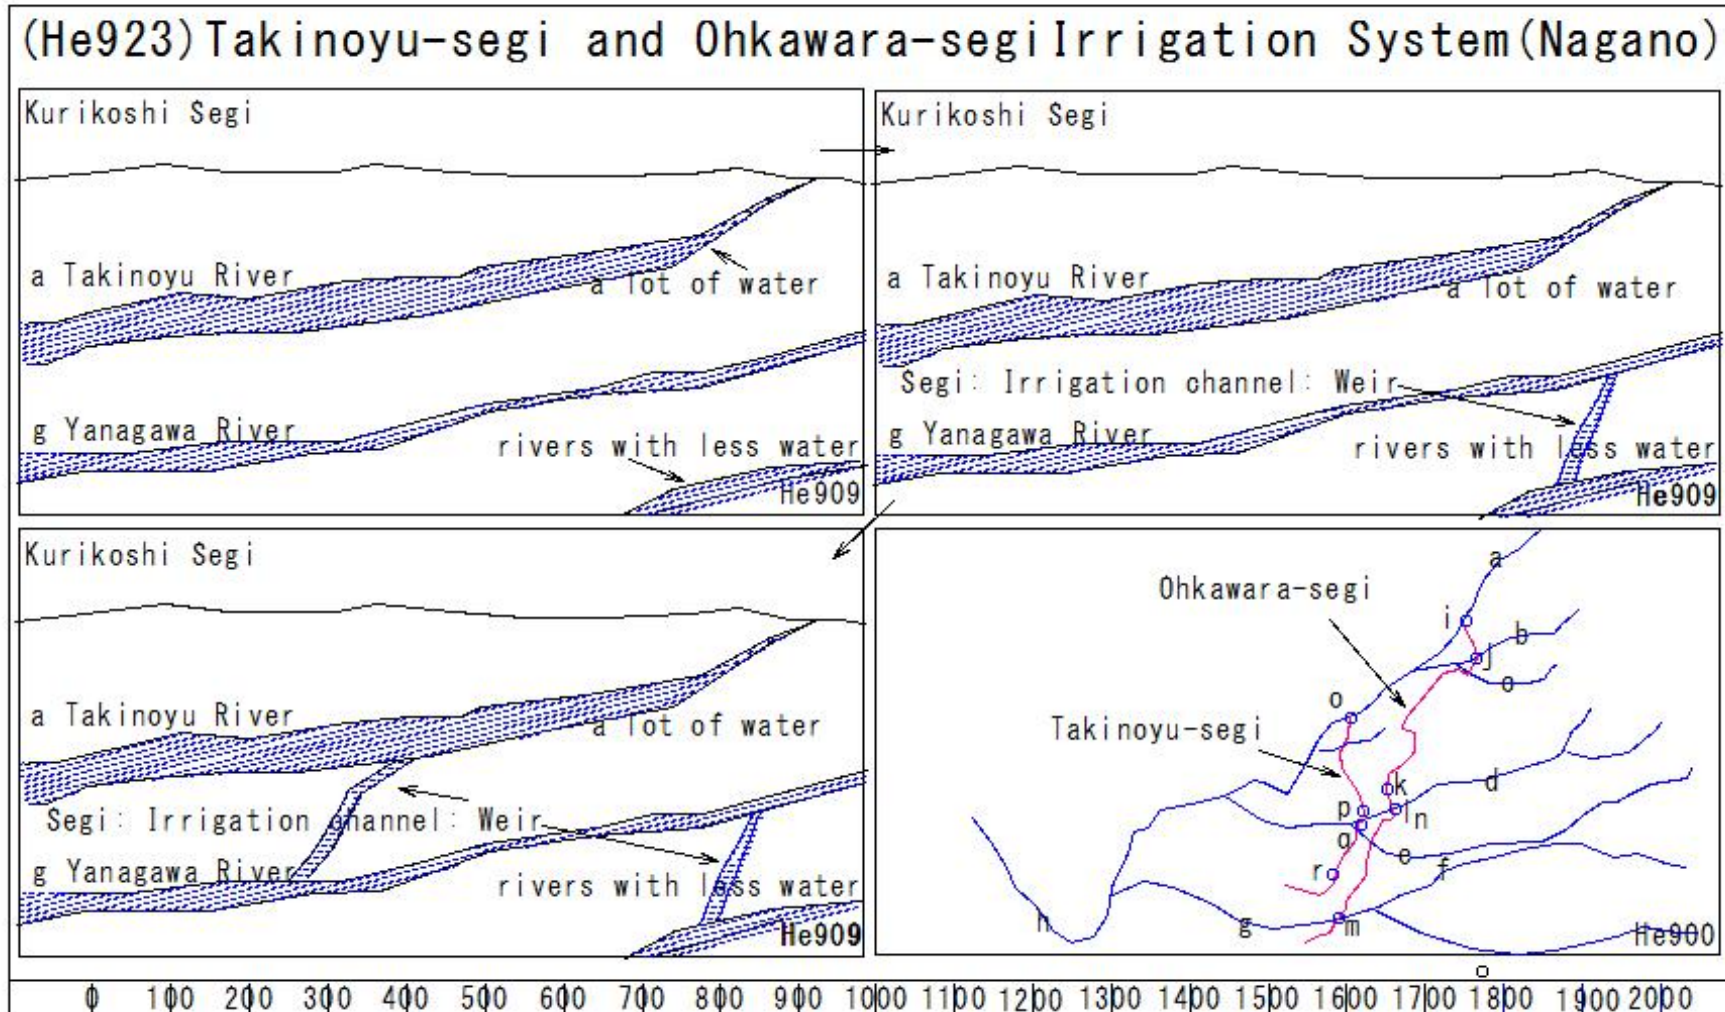 (He923)Takinoyu-segi and Ohkawara-segi Irrigation System(Nagano)
Kurikoshi Segi
a Takinoyu River
a lot of water
g Yanagawa River
rivers with less water
He909
Kurikoshi Segi
a Takinoyu River
a lot of water
Segi: Irrigation channel: Weir
g Yanagawa River
rivers with less water
He909
Kurikoshi Segi
a Takinoyu River
a lot of water
Segi: Irrigation channel: Weir
g Yanagawa River
rivers with less water
He909
a
Ohkawara-segi
i
b
j
o
Takinoyu-segi
k
d
p
n
e
f
r
h
g
m
He900
0 100 200 300 400 500 600 700 800 900 1000 1100 1200 1300 1400 1500 1600 1700 1800 1900 2000